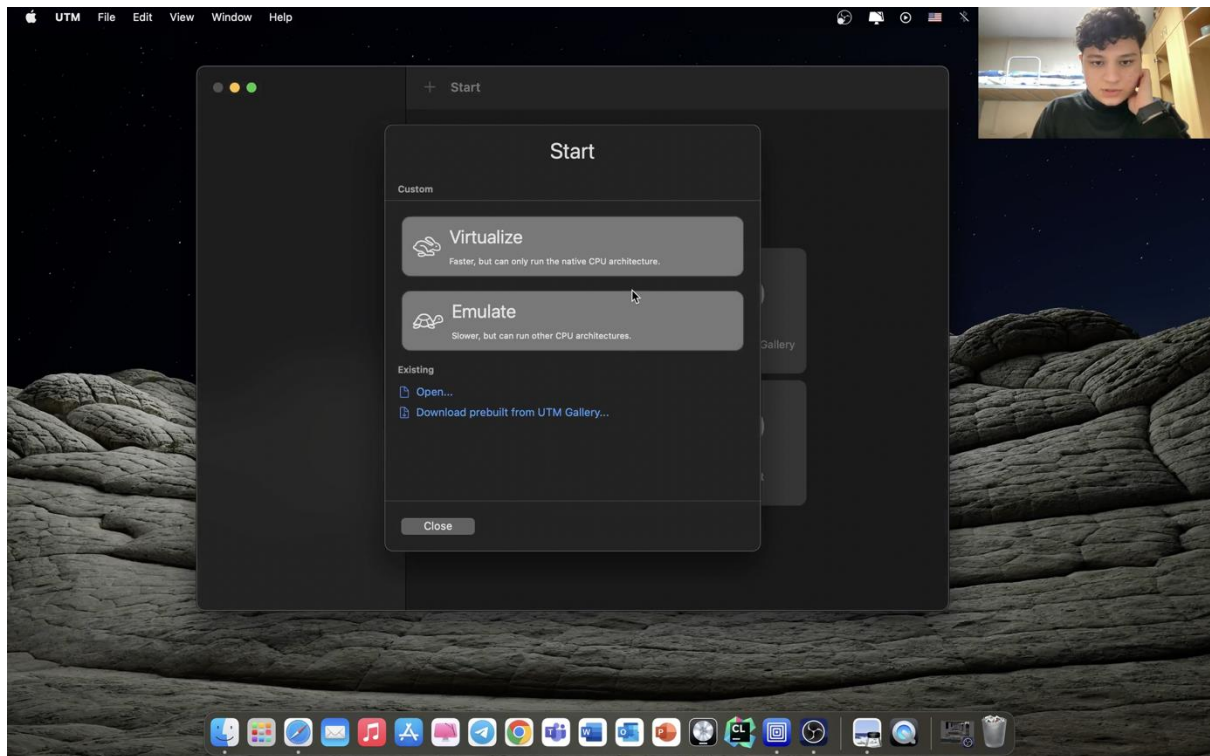 UTM File Edit View Window Help
+ Start
Start
Custom
Virtualize
Faster, but can only run the native CPU architecture.
Emulate
Slower, but can run other CPU architectures.
Gallery
Existing
Open...
Download prebuilt from UTM Gallery...
Close
W
P
CL